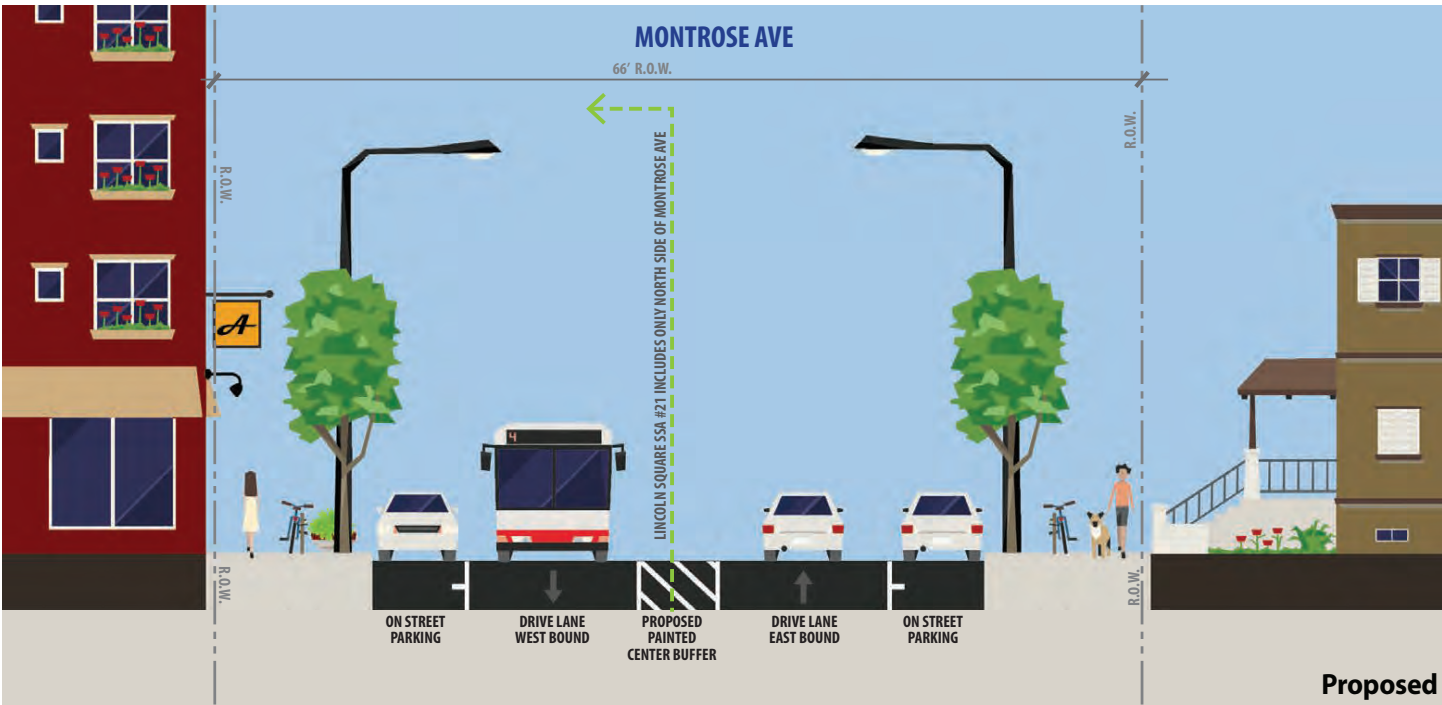 MONTROSE AVE
66' R.O.W.
R.O.W.
R.O.W.
LINCOLN SQUARE SSA #21 INCLUDES ONLY NORTH SIDE OF MONTROSE AVE
A
4
R.O.W.
R.O.W.
ON STREET
PARKING
DRIVE LANE
WEST BOUND
PROPOSED
PAINTED
CENTER BUFFER
DRIVE LANE
EAST BOUND
ON STREET
PARKING
Proposed